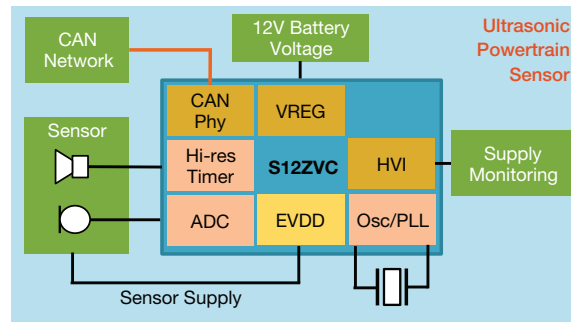 CAN
Network
12V Battery
Voltage
Ultrasonic
Powertrain
Sensor
CAN
Phy
VREG
Sensor
Hi-res
Timer
S12ZVC
HVI
Supply
Monitoring
ADC
EVDD
Osc/PLL
Sensor Supply